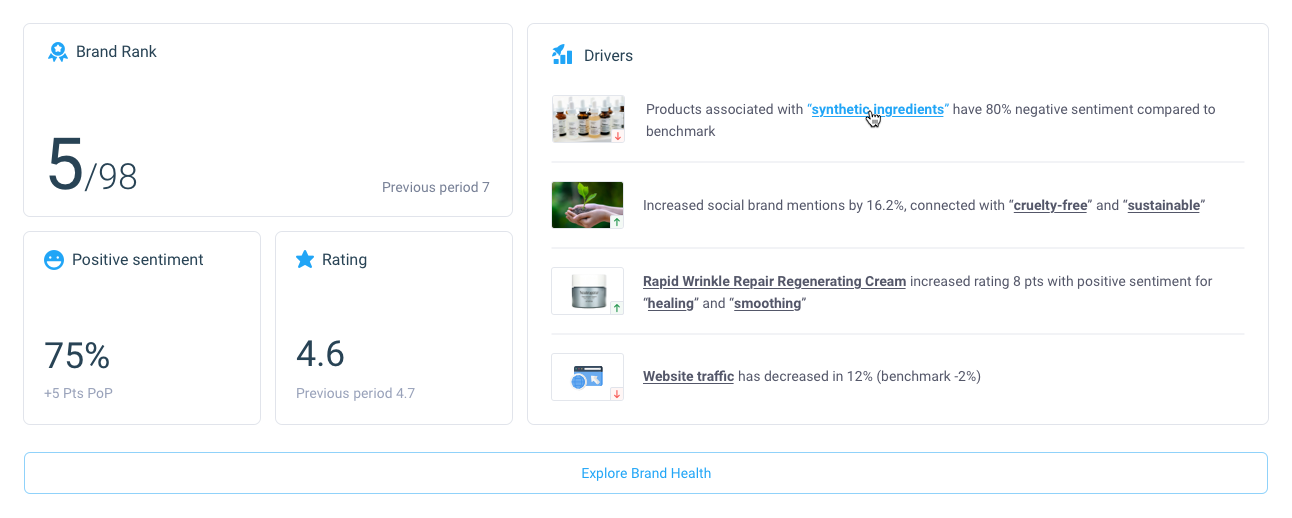 Brand Rank
5/98
Previous period 7
Positive sentiment
75%
+5 Pts PoP
Rating
4.6
Previous period 4.7
Drivers
Products associated with “synthetic ingredients” have 80% negative sentiment compared to
benchmark
Increased social brand mentions by 16.2%, connected with “cruelty-free” and “sustainable”
Rapid Wrinkle Repair Regenerating Cream increased rating 8 pts with positive sentiment for
“healing” and “smoothing”
Website traffic has decreased in 12% (benchmark -2%)
Explore Brand Health